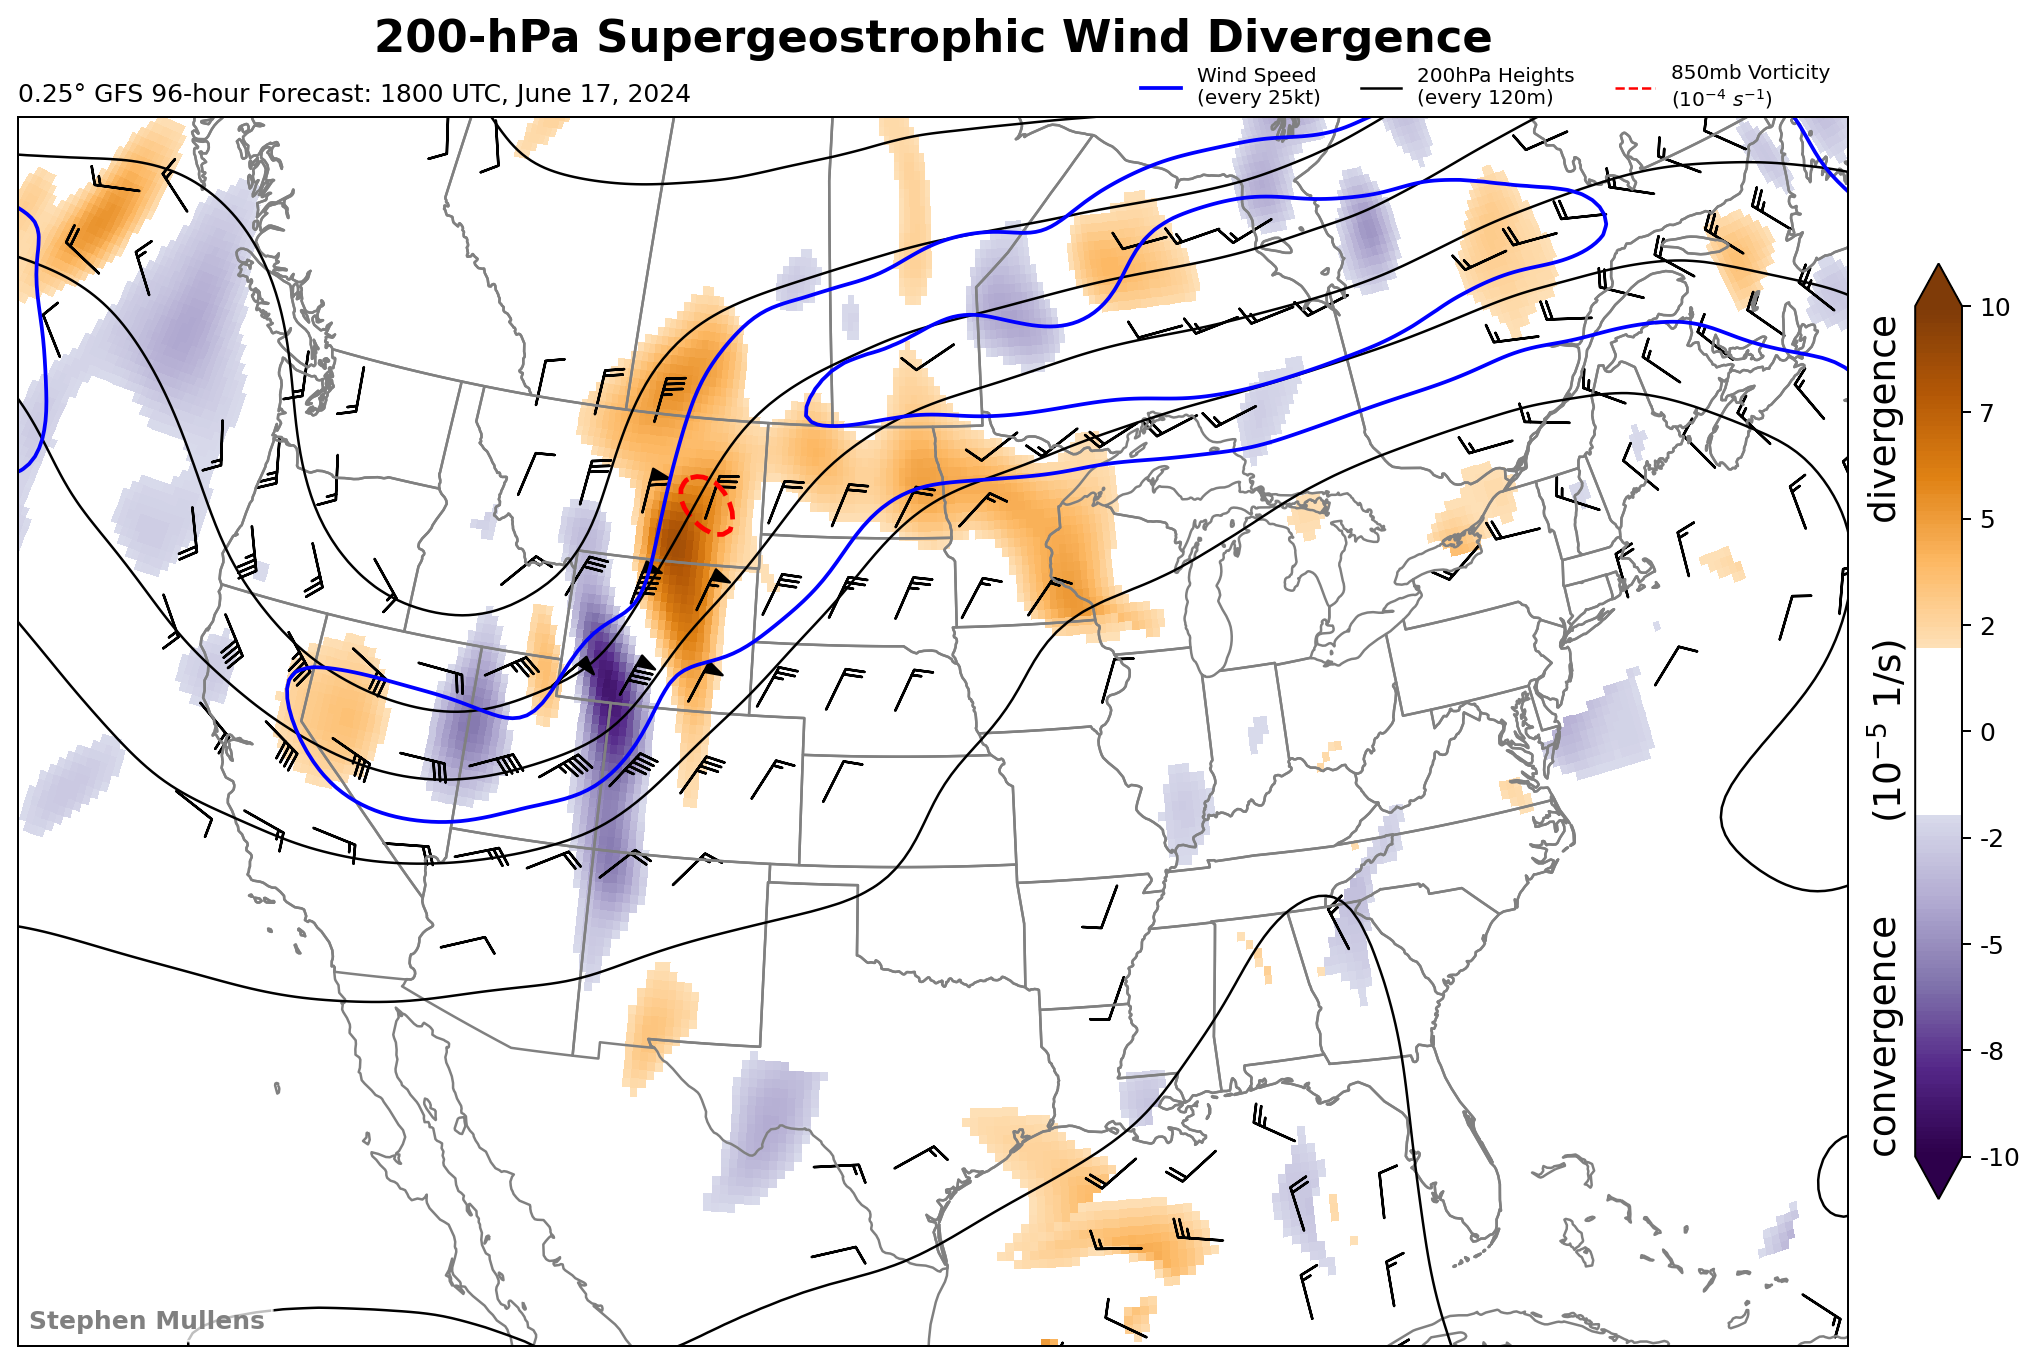 200-hPa Supergeostrophic Wind Divergence
0.25° GFS 96-hour Forecast: 1800 UTC, June 17, 2024
Wind Speed
(every 25kt)
200hPa Heights
(every 120m)
850mb Vorticity
(10⁻⁴ s⁻¹)
10
7
5
2
0
-2
-5
-8
-10
convergence (10⁻⁵ 1/s) divergence
Stephen Mullens